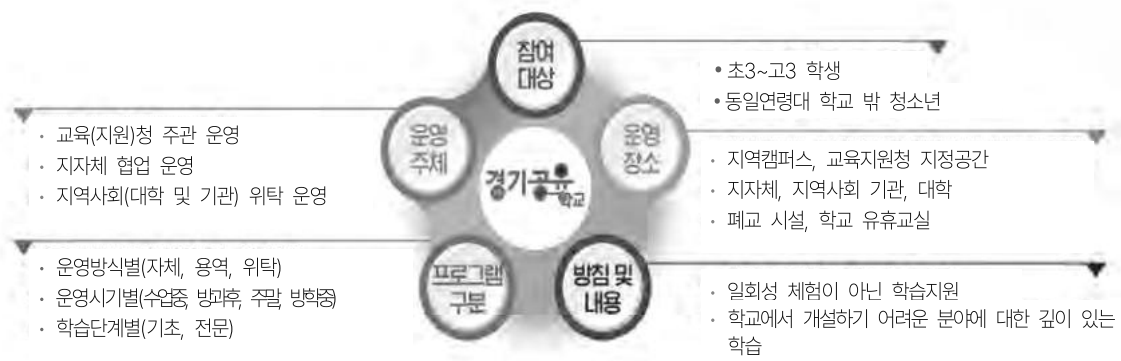 참여
대상
• 초3~고3 학생
• 동일연령대 학교 밖 청소년
운영
주체
· 교육(지원)청 주관 운영
· 지자체 협업 운영
· 지역사회(대학 및 기관) 위탁 운영
경기공유
학교
운영
장소
· 지역캠퍼스, 교육지원청 지정공간
· 지자체, 지역사회 기관, 대학
· 폐교 시설, 학교 유휴교실
프로그램
구분
· 운영방식별(자체, 용역, 위탁)
· 운영시기별(수업중, 방과후, 주말, 방학중)
· 학습단계별(기초, 전문)
방침 및
내용
· 일회성 체험이 아닌 학습지원
· 학교에서 개설하기 어려운 분야에 대한 깊이 있는
학습